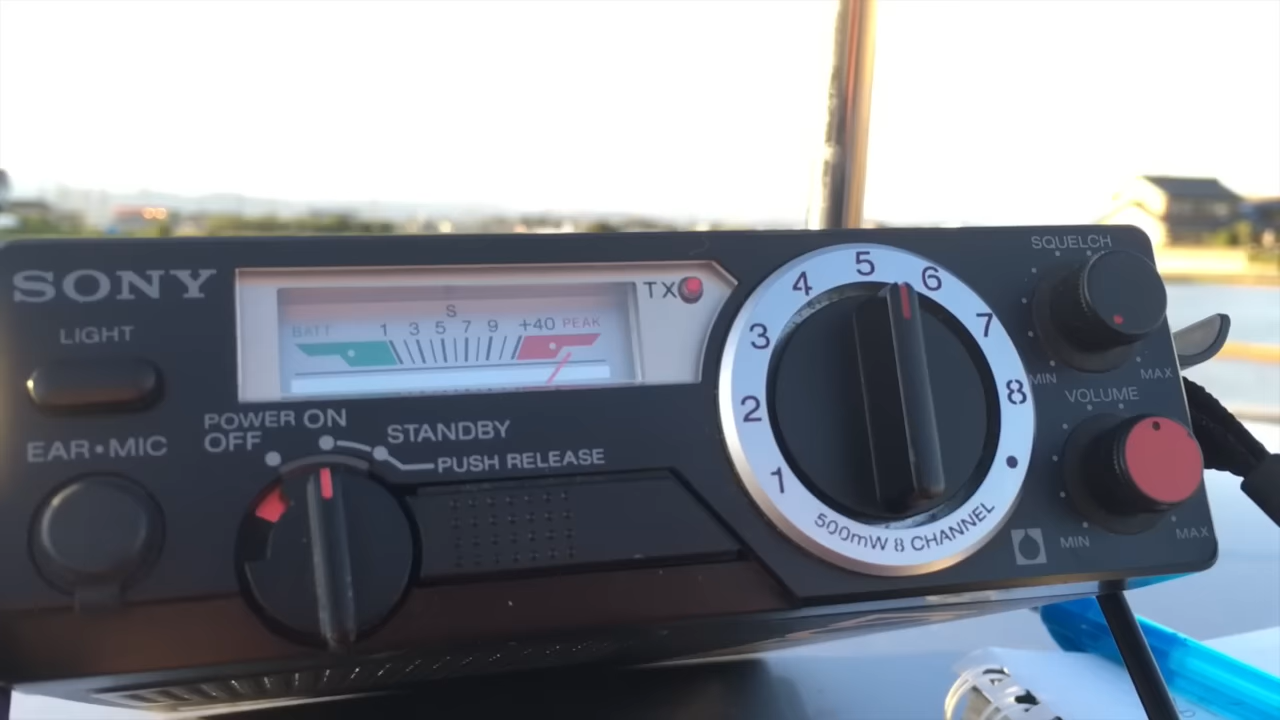 SONY
LIGHT
EAR•MIC
POWER ON
OFF
STANDBY
PUSH RELEASE
S
BATT 1 3 5 7 9 +40 PEAK
TX
1 2 3 4 5 6 7 8
500mW 8 CHANNEL
SQUELCH
MIN MAX
VOLUME
MIN MAX